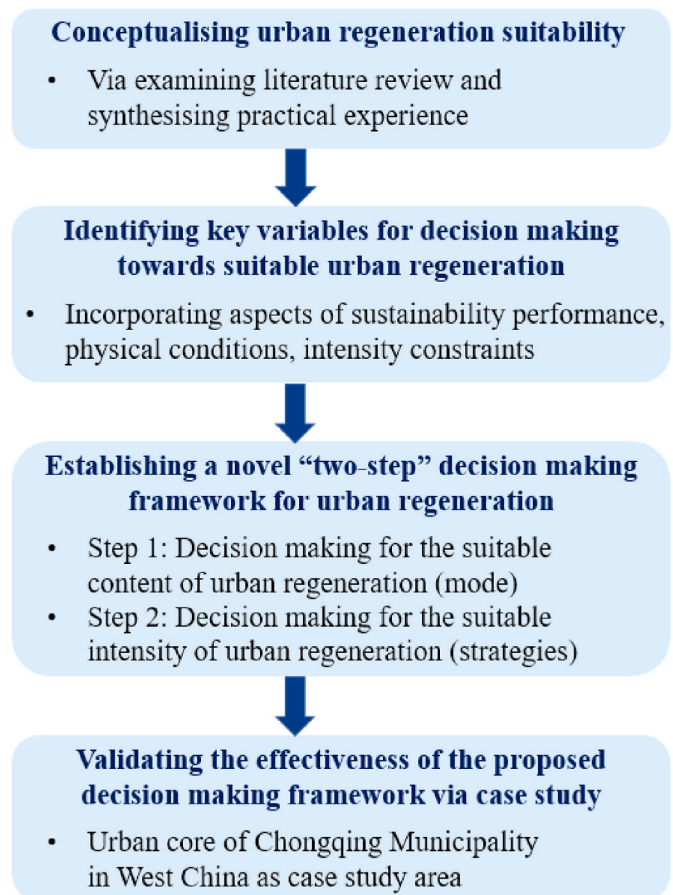 Conceptualising urban regeneration suitability
• Via examining literature review and
synthesising practical experience
Identifying key variables for decision making
towards suitable urban regeneration
• Incorporating aspects of sustainability performance,
physical conditions, intensity constraints
Establishing a novel “two-step” decision making
framework for urban regeneration
• Step 1: Decision making for the suitable
content of urban regeneration (mode)
• Step 2: Decision making for the suitable
intensity of urban regeneration (strategies)
Validating the effectiveness of the proposed
decision making framework via case study
• Urban core of Chongqing Municipality
in West China as case study area